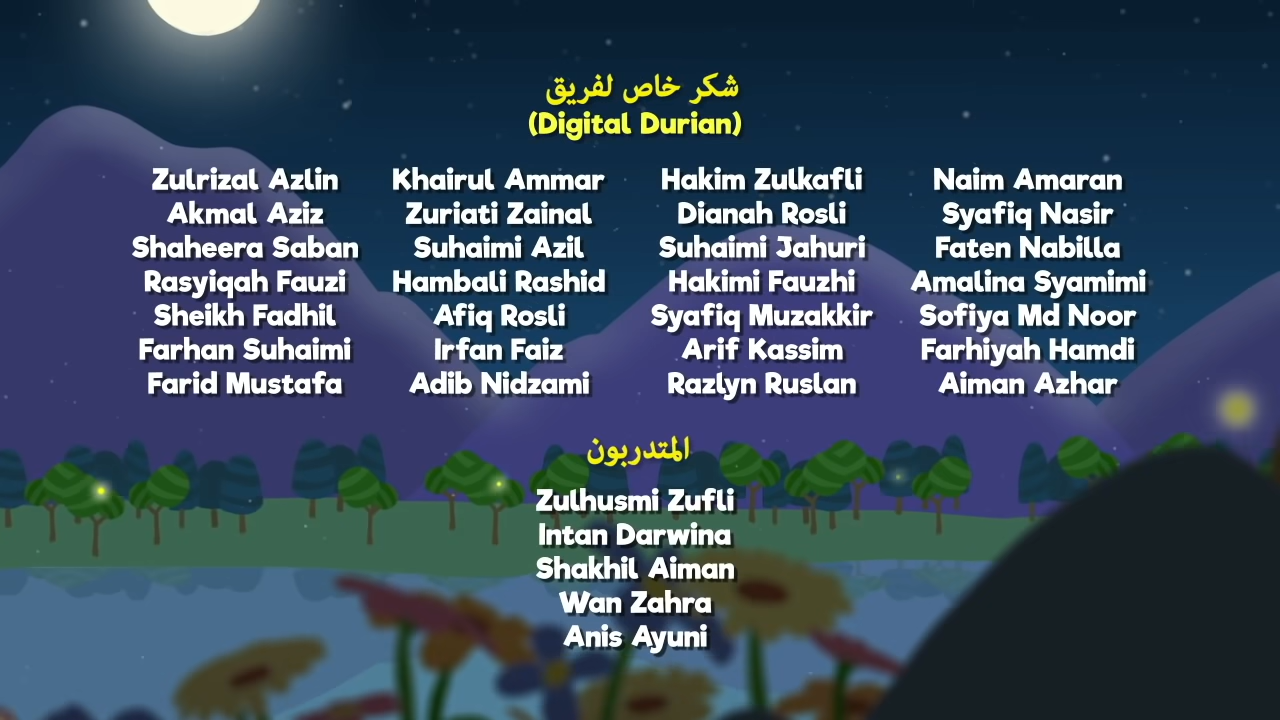 شكر خاص لفريق
(Digital Durian)
Zulrizal Azlin Khairul Ammar Hakim Zulkafli Naim Amaran
Akmal Aziz Zuriati Zainal Dianah Rosli Syafiq Nasir
Shaheera Saban Suhaimi Azil Suhaimi Jahuri Faten Nabilla
Rasyiqah Fauzi Hambali Rashid Hakimi Fauzhi Amalina Syamimi
Sheikh Fadhil Afiq Rosli Syafiq Muzakkir Sofiya Md Noor
Farhan Suhaimi Irfan Faiz Arif Kassim Farhiyah Hamdi
Farid Mustafa Adib Nidzami Razlyn Ruslan Aiman Azhar
المتدربون
Zulhusmi Zufli
Intan Darwina
Shakhil Aiman
Wan Zahra
Anis Ayuni